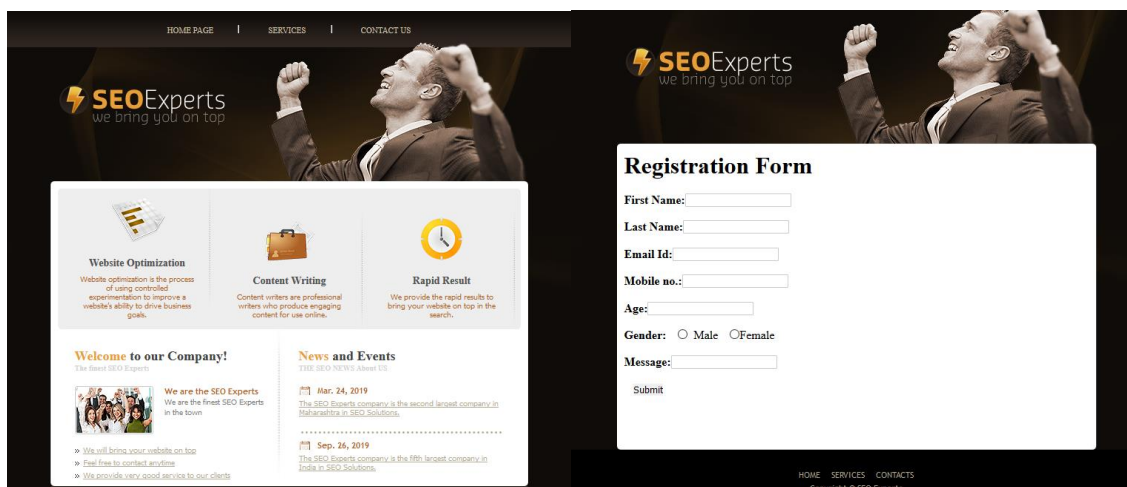 HOME PAGE | SERVICES | CONTACT US
SEOExperts
we bring you on top
Website Optimization
Website optimization is the process
of using controlled
experimentation to improve a
website's ability to drive business
goals.
Content Writing
Content writers are professional
writers who produce engaging
content for use online.
Rapid Result
We provide the rapid results to
bring your website on top in the
search.
Welcome to our Company!
The finest SEO Experts
We are the SEO Experts
We are the finest SEO Experts
in the town
» We will bring your website on top
» Feel free to contact anytime
» We provide very good service to our clients
News and Events
THE SEO NEWS About US
Mar. 24, 2019
The SEO Experts company is the second largest company in
Maharashtra in SEO Solutions.
Sep. 26, 2019
The SEO Experts company is the fifth largest company in
India in SEO Solutions.
SEOExperts
we bring you on top
Registration Form
First Name:
Last Name:
Email Id:
Mobile no.:
Age:
Gender: Male Female
Message:
Submit
HOME SERVICES CONTACTS